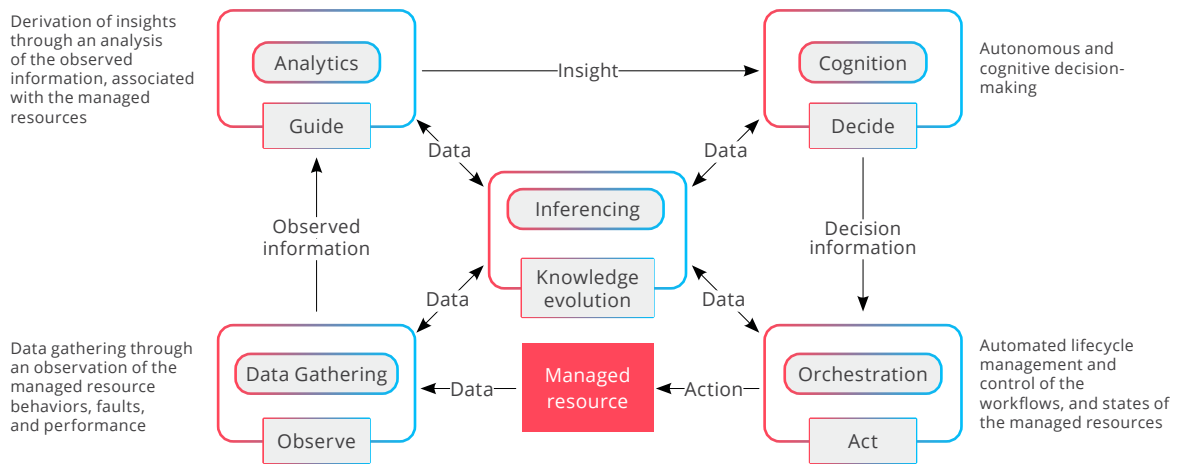 Derivation of insights
through an analysis
of the observed
information, associated
with the managed
resources
Analytics
Guide
Insight
Cognition
Decide
Autonomous and
cognitive decision-
making
Data
Data
Inferencing
Knowledge
evolution
Observed
information
Decision
information
Data
Data
Data gathering through
an observation of the
managed resource
behaviors, faults,
and performance
Data Gathering
Observe
Data
Managed
resource
Action
Orchestration
Act
Automated lifecycle
management and
control of the
workflows, and states of
the managed resources